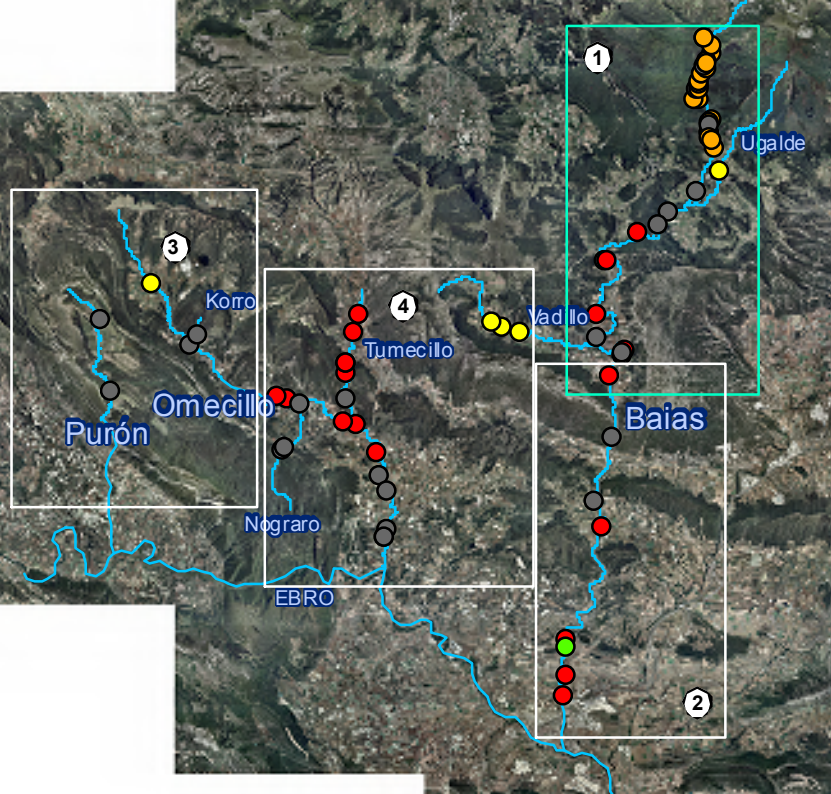 1
Ugalde
3
Korro
4
Vadillo
Tumecillo
Omecillo
Baias
Purón
Nograro
EBRO
2